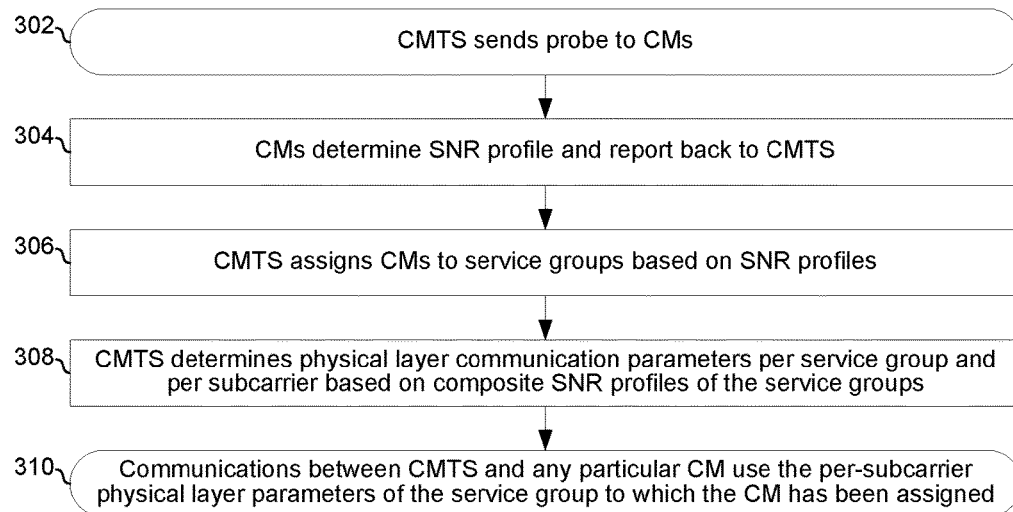 302
CMTS sends probe to CMs
304
CMs determine SNR profile and report back to CMTS
306
CMTS assigns CMs to service groups based on SNR profiles
308
CMTS determines physical layer communication parameters per service group and
per subcarrier based on composite SNR profiles of the service groups
310
Communications between CMTS and any particular CM use the per-subcarrier
physical layer parameters of the service group to which the CM has been assigned